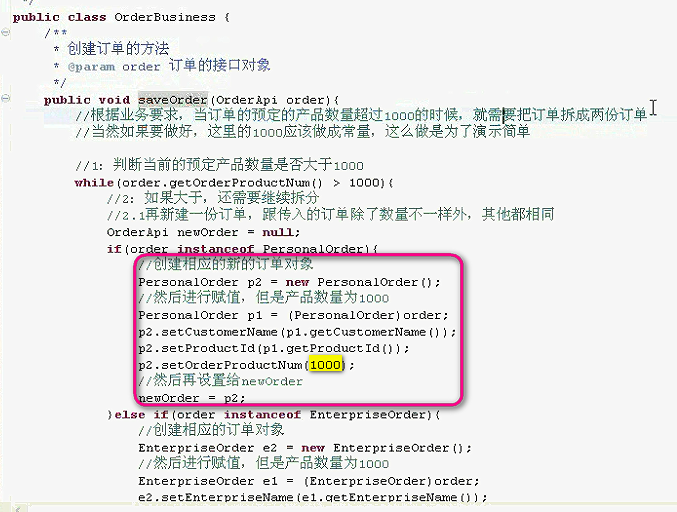 */
public class OrderBusiness {
/**
* 创建订单的方法
* @param order 订单的接口对象
*/
public void saveOrder(OrderApi order){
//根据业务要求，当订单的预定的产品数量超过1000的时候，就需要把订单拆成两份订单
//当然如果要做好，这里的1000应该做成常量，这么做是为了演示简单
//1：判断当前的预定产品数量是否大于1000
while(order.getOrderProductNum() > 1000){
//2：如果大于，还需要继续拆分
//2.1再新建一份订单，跟传入的订单除了数量不一样外，其他都相同
OrderApi newOrder = null;
if(order instanceof PersonalOrder){
//创建相应的新的订单对象
PersonalOrder p2 = new PersonalOrder();
//然后进行赋值，但是产品数量为1000
PersonalOrder p1 = (PersonalOrder)order;
p2.setCustomerName(p1.getCustomerName());
p2.setProductId(p1.getProductId());
p2.setOrderProductNum(1000);
//然后再设置给newOrder
newOrder = p2;
}else if(order instanceof EnterpriseOrder){
//创建相应的订单对象
EnterpriseOrder e2 = new EnterpriseOrder();
//然后进行赋值，但是产品数量为1000
EnterpriseOrder e1 = (EnterpriseOrder)order;
e2.setEnterpriseName(e1.getEnterpriseName());